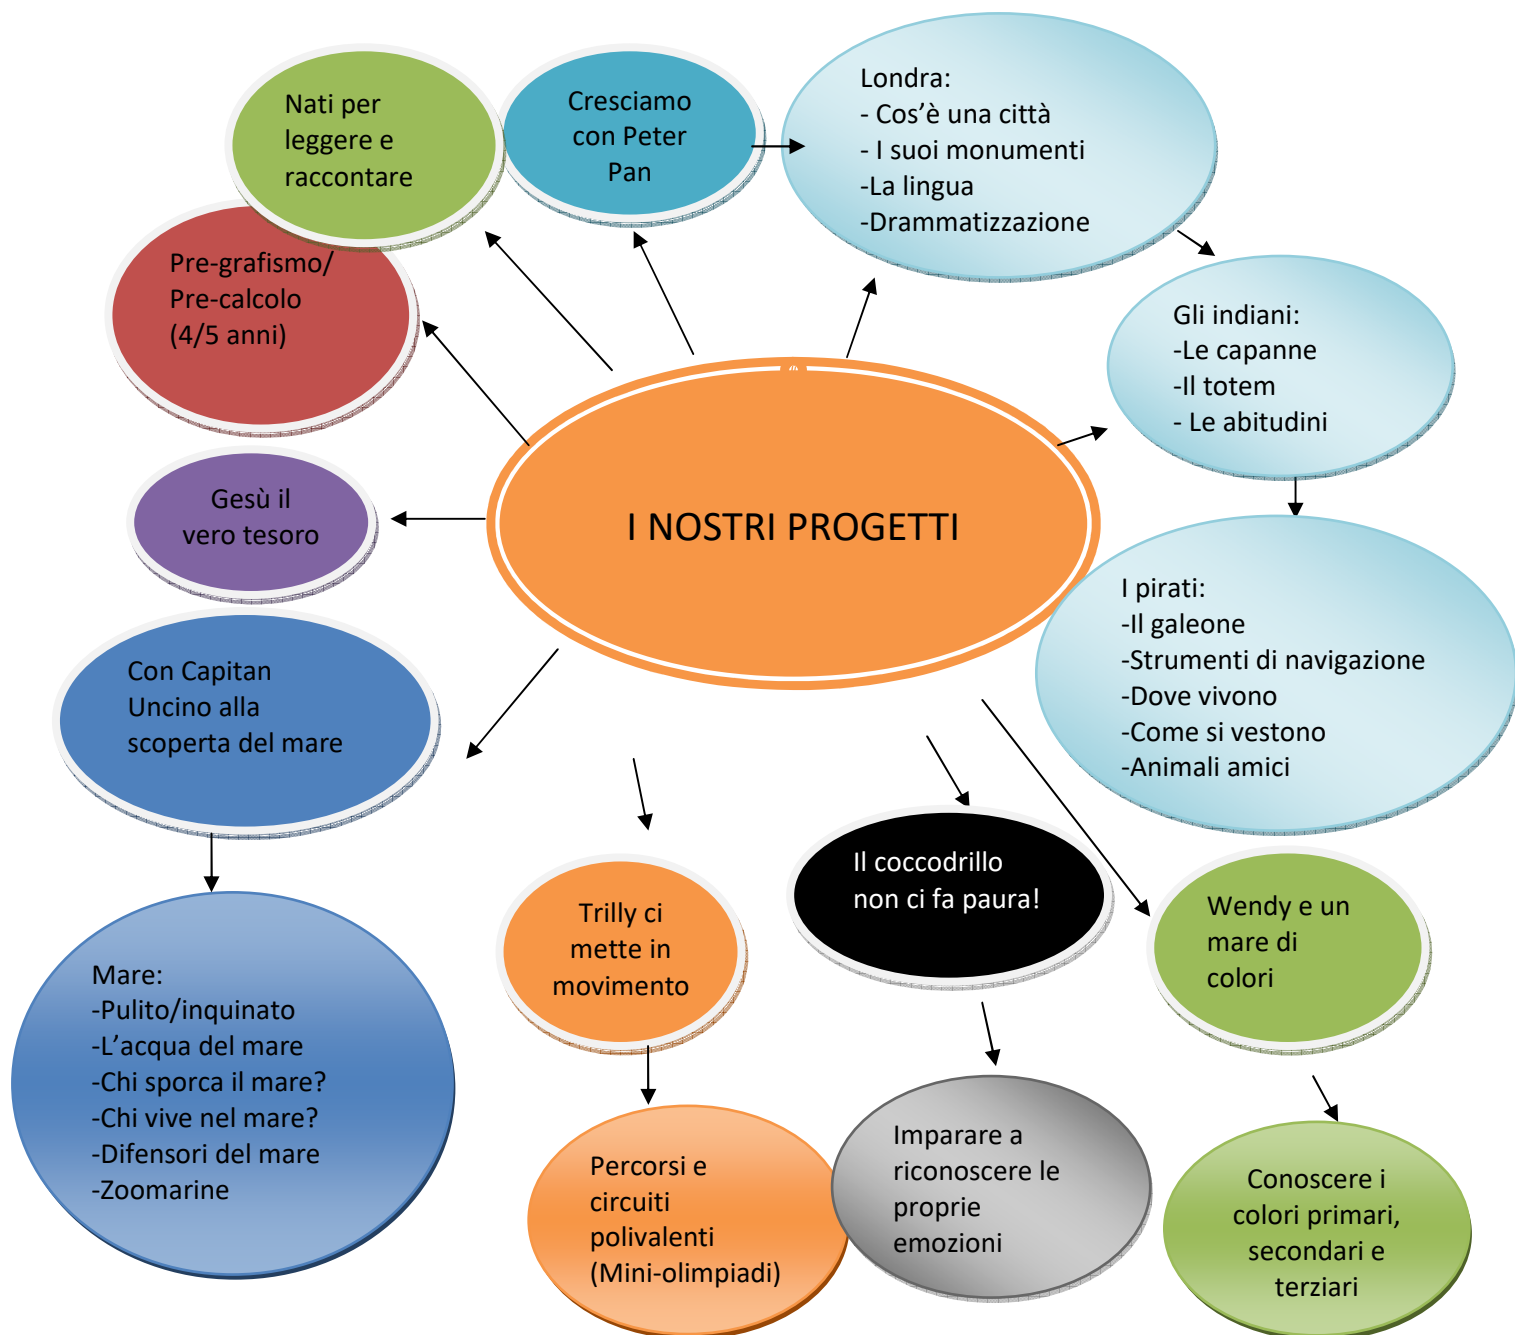 Nati per
leggere e
raccontare
Cresciamo
con Peter
Pan
Londra:
- Cos’è una città
- I suoi monumenti
-La lingua
-Drammatizzazione
Pre-grafismo/
Pre-calcolo
(4/5 anni)
Gli indiani:
-Le capanne
-Il totem
- Le abitudini
Gesù il
vero tesoro
I NOSTRI PROGETTI
I pirati:
-Il galeone
-Strumenti di navigazione
-Dove vivono
-Come si vestono
-Animali amici
Con Capitan
Uncino alla
scoperta del mare
Trilly ci
mette in
movimento
Il coccodrillo
non ci fa paura!
Wendy e un
mare di
colori
Mare:
-Pulito/inquinato
-L’acqua del mare
-Chi sporca il mare?
-Chi vive nel mare?
-Difensori del mare
-Zoomarine
Percorsi e
circuiti
polivalenti
(Mini-olimpiadi)
Imparare a
riconoscere le
proprie
emozioni
Conoscere i
colori primari,
secondari e
terziari